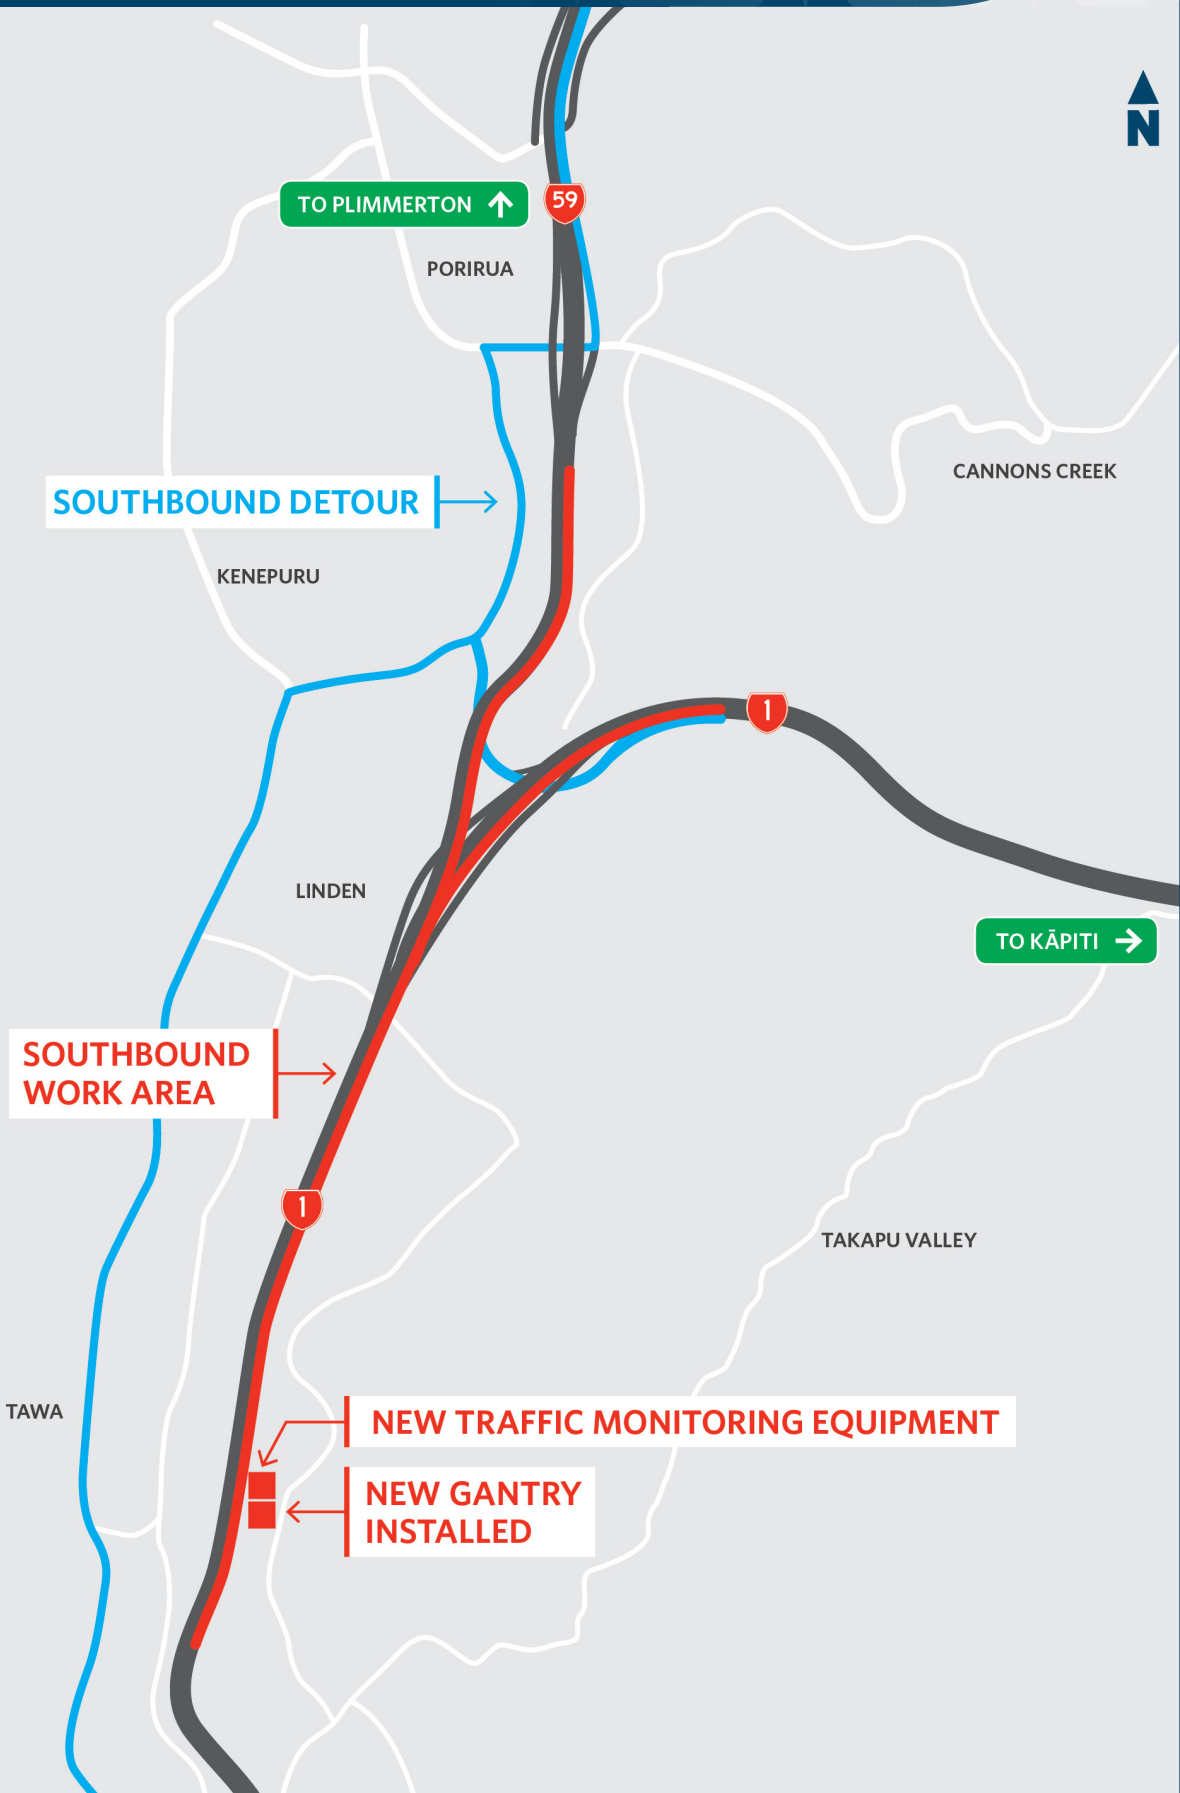 N
TO PLIMMERTON
59
PORIRUA
CANNONS CREEK
SOUTHBOUND DETOUR
KENEPURU
1
LINDEN
TO KĀPITI
SOUTHBOUND
WORK AREA
1
TAKAPU VALLEY
TAWA
NEW TRAFFIC MONITORING EQUIPMENT
NEW GANTRY
INSTALLED